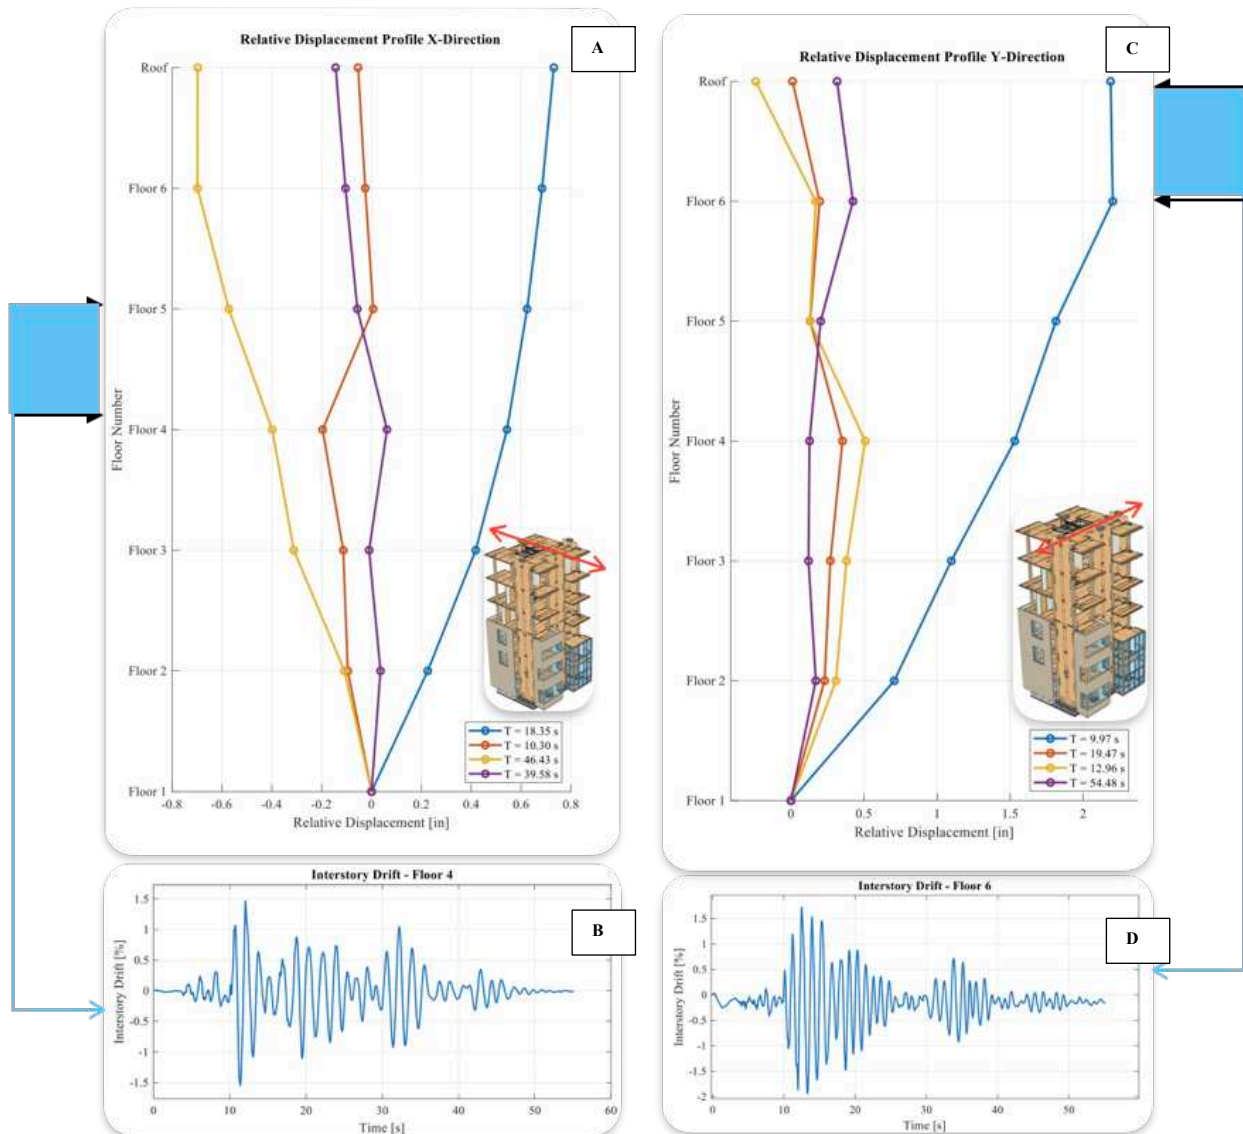 Relative Displacement Profile X-Direction
A
Roof
Floor 6
Floor 5
Floor 4
Floor 3
Floor 2
Floor 1
Floor Number
-0.8 -0.6 -0.4 -0.2 0 0.2 0.4 0.6 0.8
Relative Displacement [in]
T = 18.35 s
T = 10.30 s
T = 46.43 s
T = 39.58 s
Interstory Drift - Floor 4
B
1.5
1
0.5
0
-0.5
-1
-1.5
Interstory Drift [%]
0 10 20 30 40 50 60
Time [s]
Relative Displacement Profile Y-Direction
C
Roof
Floor 6
Floor 5
Floor 4
Floor 3
Floor 2
Floor 1
Floor Number
0 0.5 1 1.5 2
Relative Displacement [in]
T = 9.97 s
T = 19.47 s
T = 12.96 s
T = 54.48 s
Interstory Drift - Floor 6
D
1.5
1
0.5
0
-0.5
-1
-1.5
-2
Interstory Drift [%]
0 10 20 30 40 50 60
Time [s]